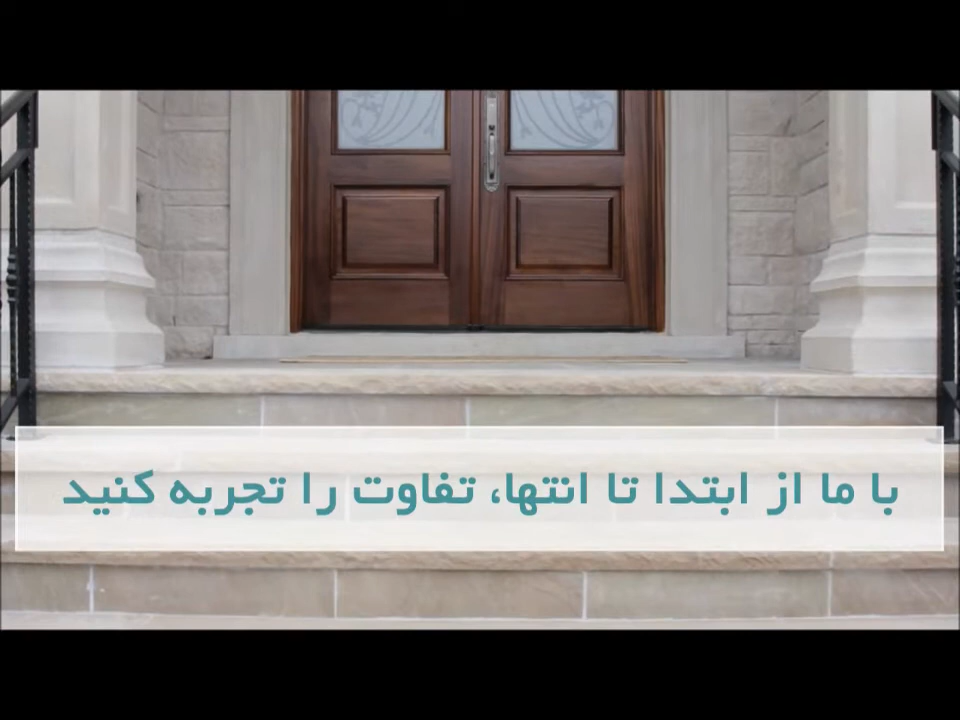 با ما از ابتدا تا انتها، تفاوت را تجربه کنید